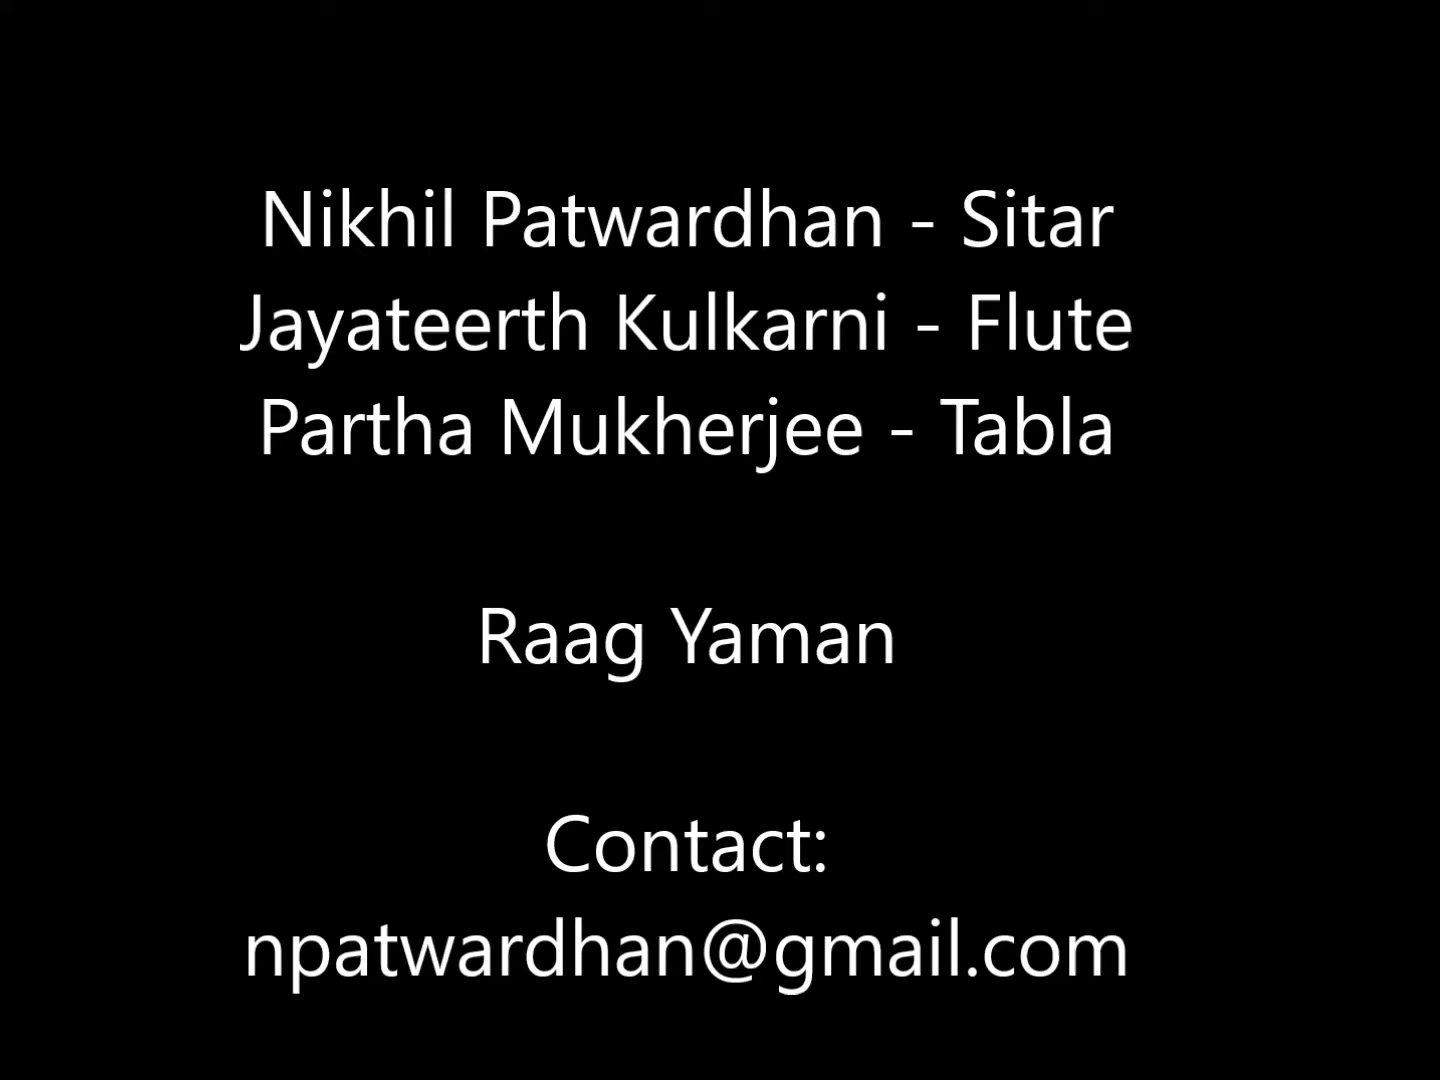 Nikhil Patwardhan - Sitar
Jayateerth Kulkarni - Flute
Partha Mukherjee - Tabla
Raag Yaman
Contact:
npatwardhan@gmail.com